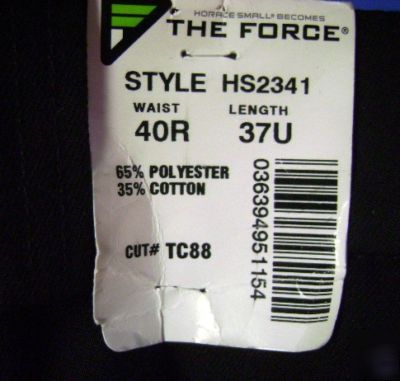 HORACE SMALL® BECOMES
THE FORCE®
STYLE HS2341
WAIST LENGTH
40R 37U
65% POLYESTER
35% COTTON
CUT# TC88
036394951154